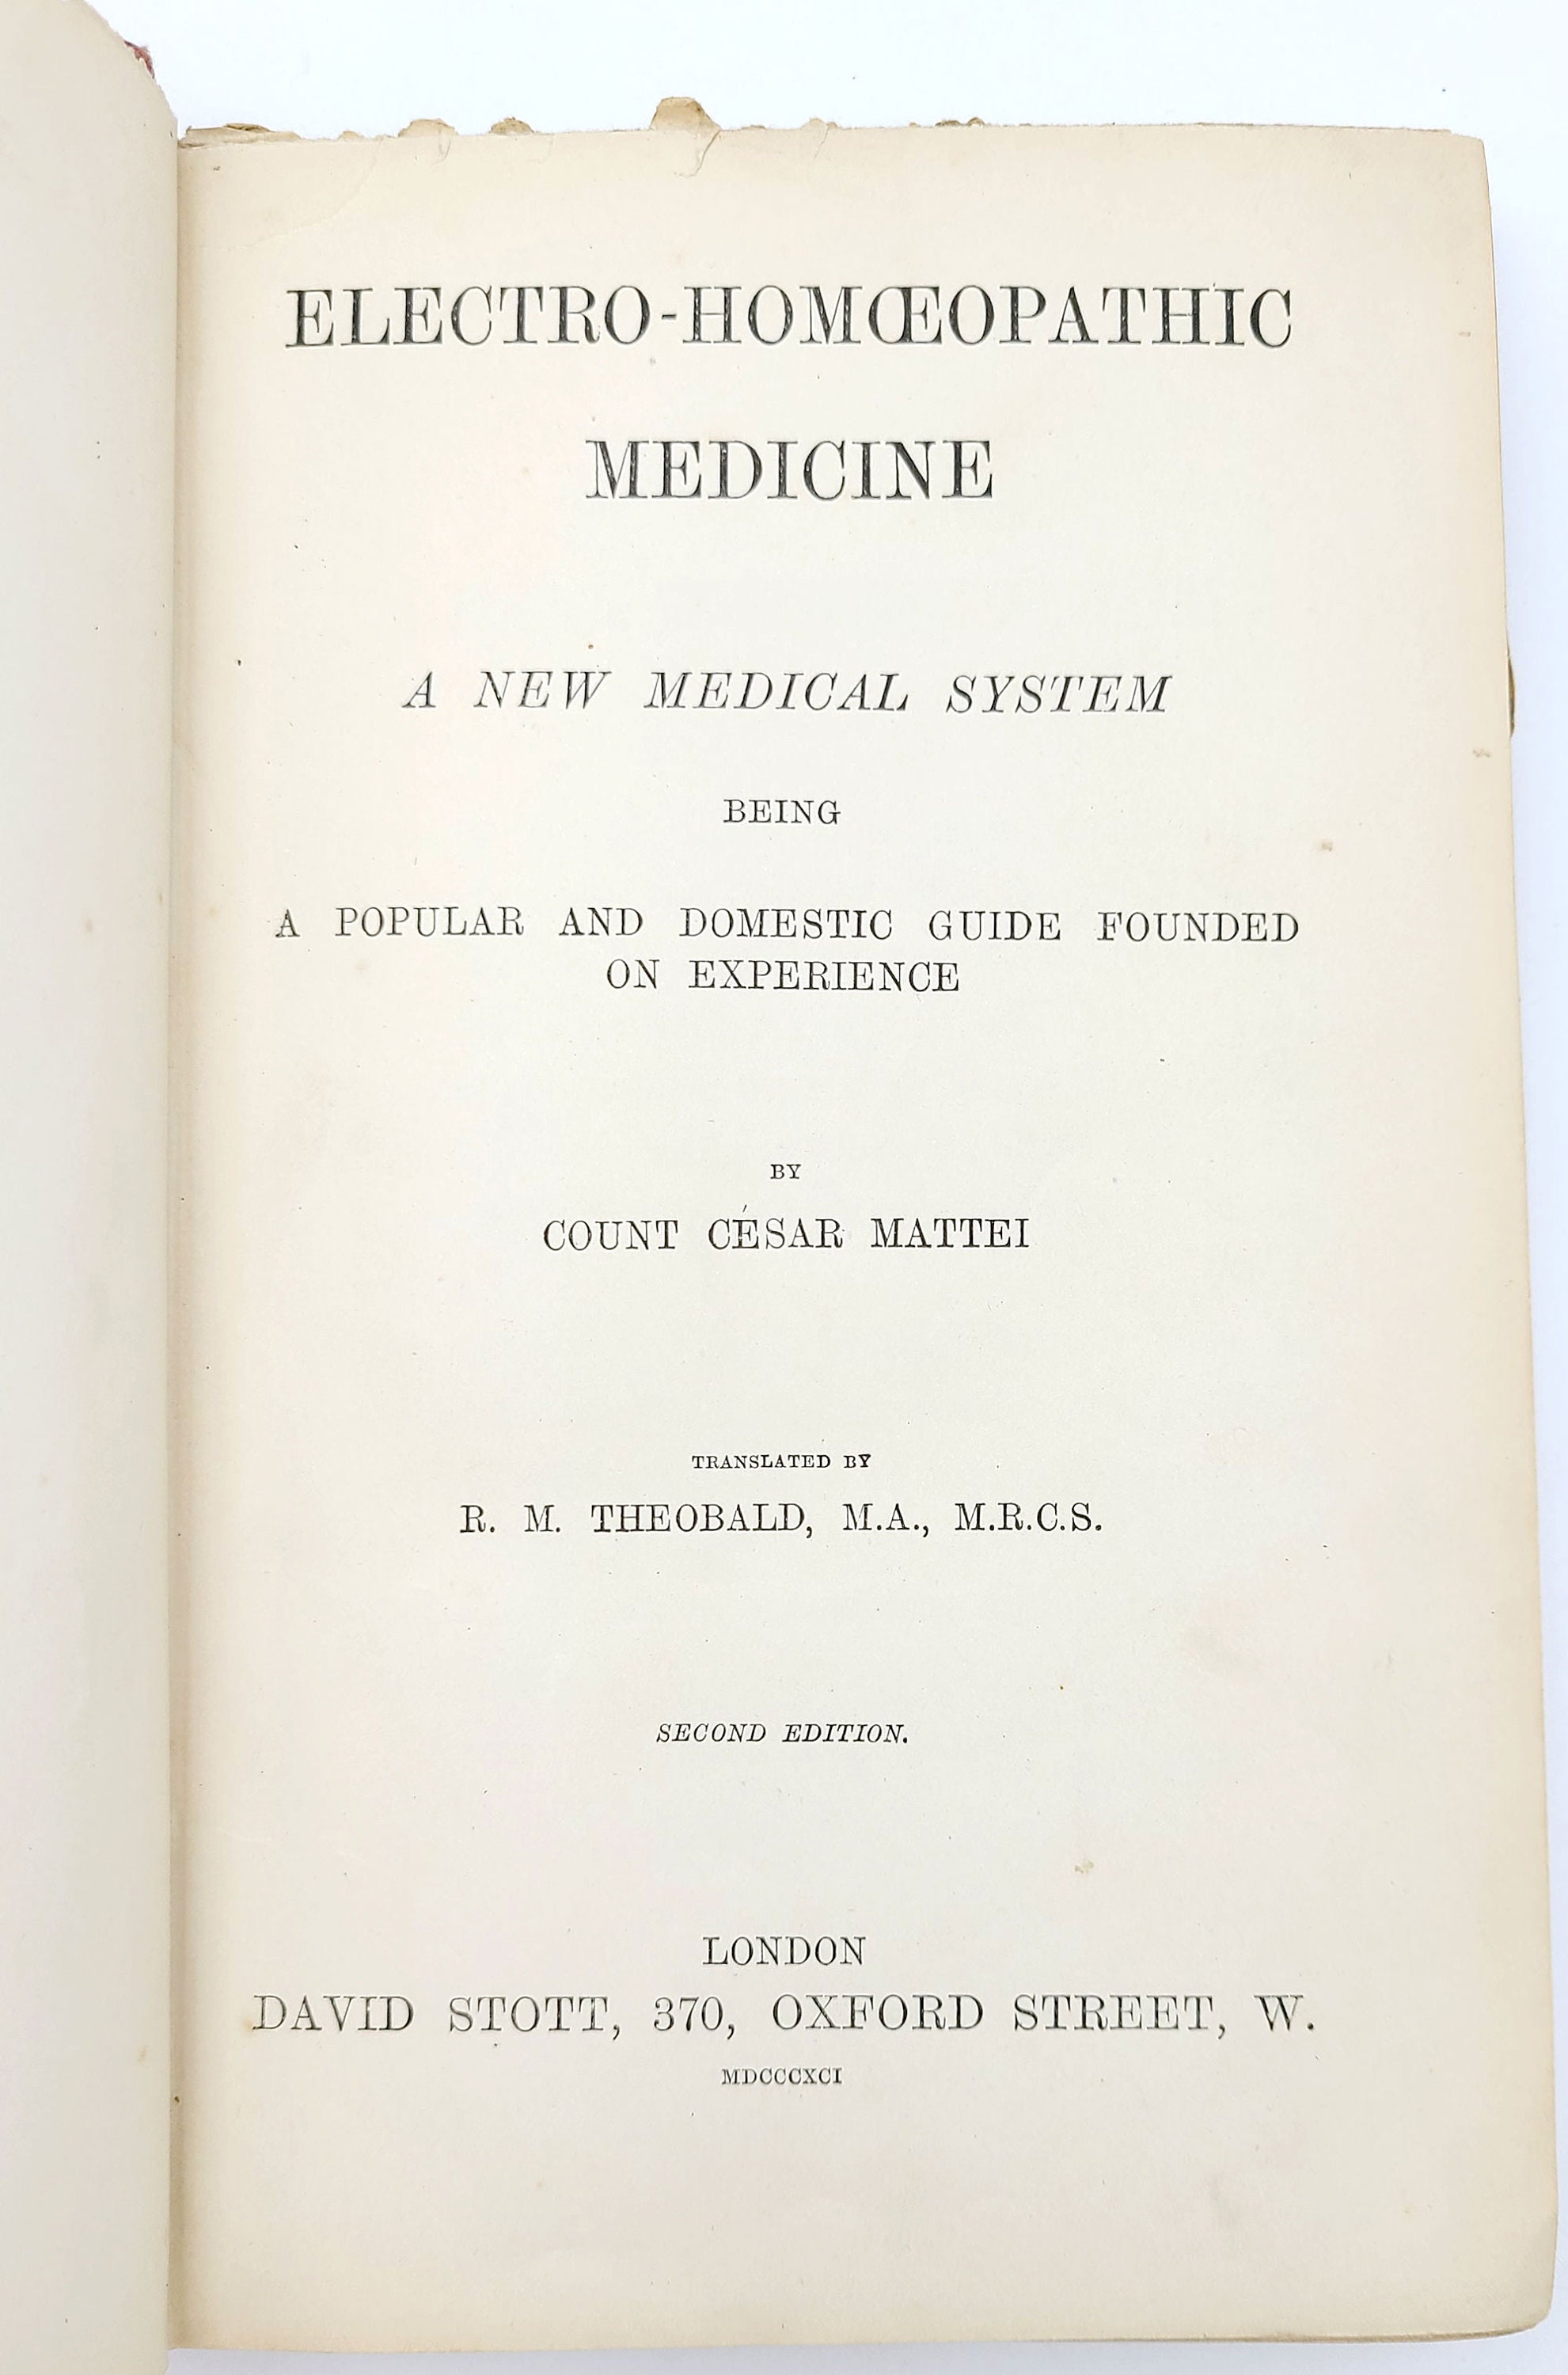 ELECTRO-HOMŒOPATHIC
MEDICINE
A NEW MEDICAL SYSTEM
BEING
A POPULAR AND DOMESTIC GUIDE FOUNDED
ON EXPERIENCE
BY
COUNT CÉSAR MATTEI
TRANSLATED BY
R. M. THEOBALD, M.A., M.R.C.S.
SECOND EDITION.
LONDON
DAVID STOTT, 370, OXFORD STREET, W.
MDCCCXCI